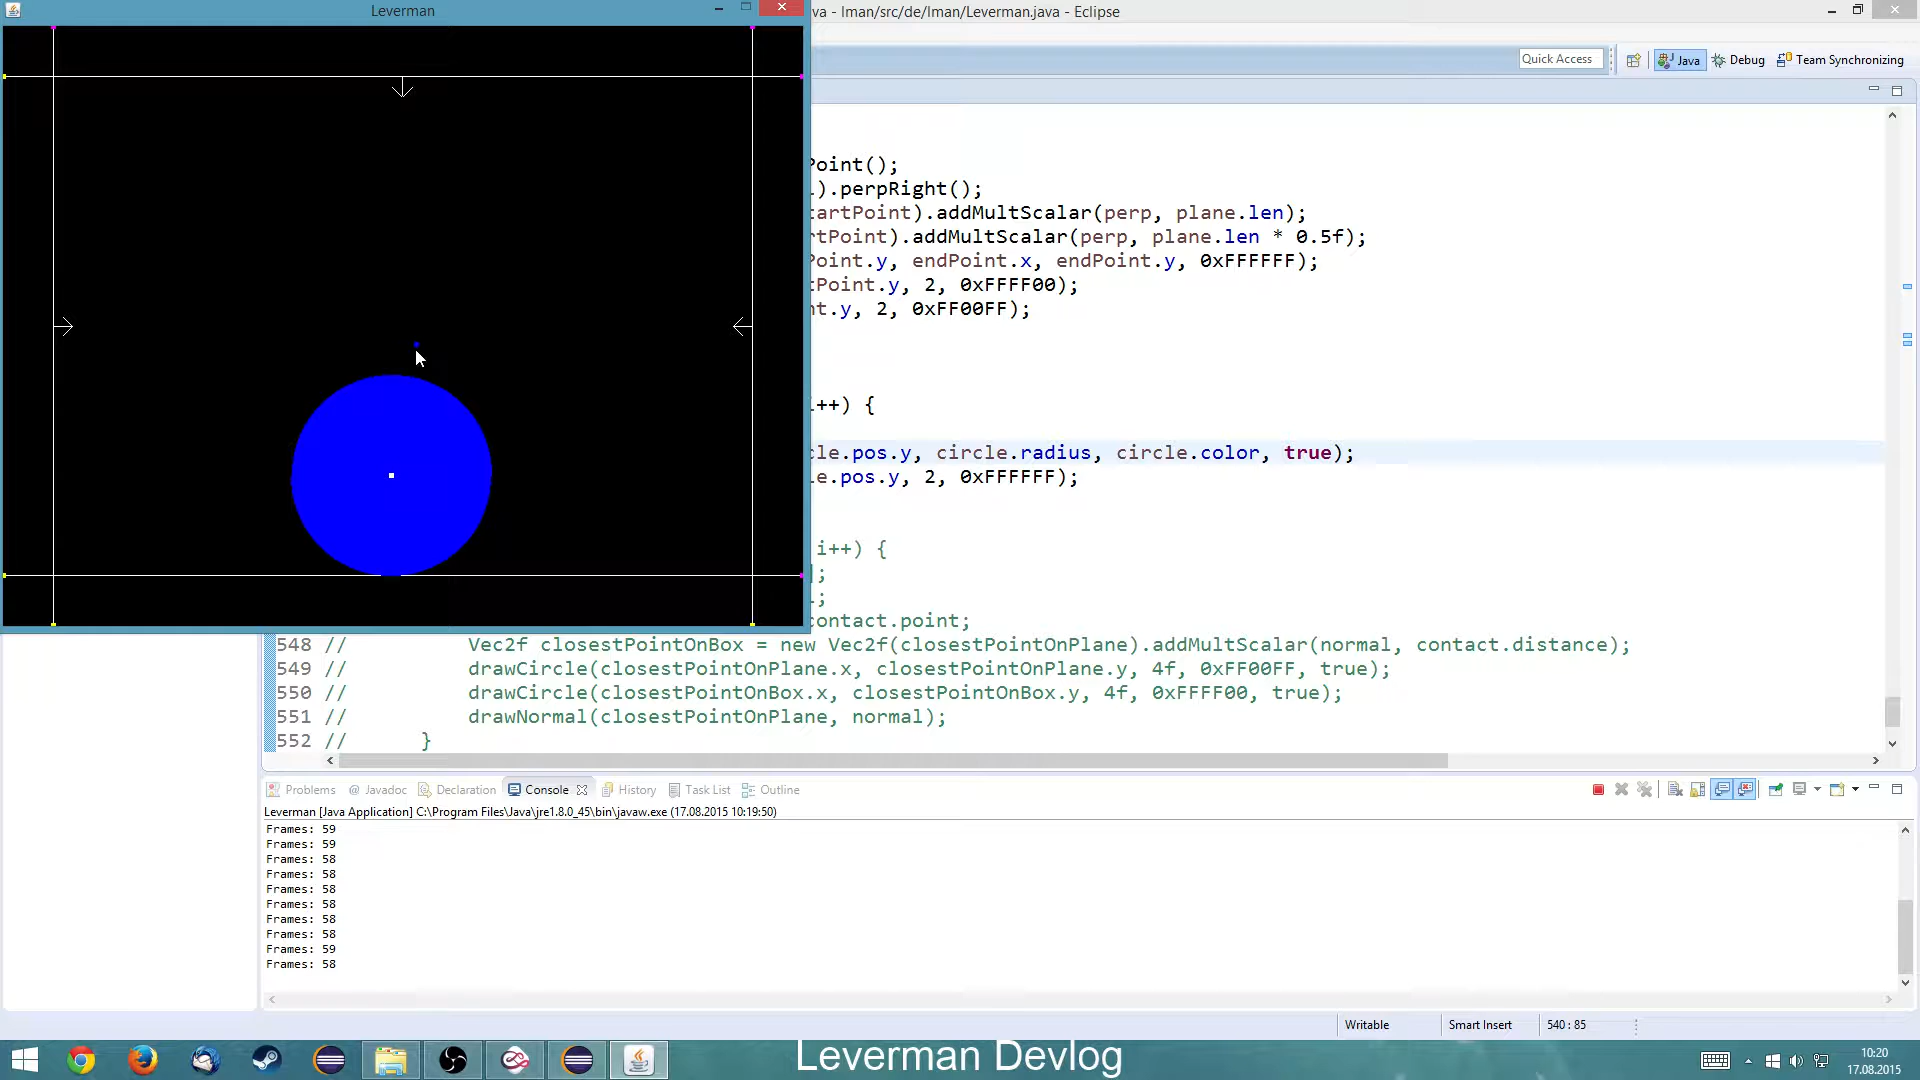 Leverman
va - lman/src/de/lman/Leverman.java - Eclipse
Quick Access
Java
Debug
Team Synchronizing
Point();
).perpRight();
tartPoint).addMultScalar(perp, plane.len);
rtPoint).addMultScalar(perp, plane.len * 0.5f);
Point.y, endPoint.x, endPoint.y, 0xFFFFFF);
tPoint.y, 2, 0xFFFF00);
nt.y, 2, 0xFF00FF);
i++) {
cle.pos.y, circle.radius, circle.color, true);
le.pos.y, 2, 0xFFFFFF);
i++) {
];
;
contact.point;
548 // Vec2f closestPointOnBox = new Vec2f(closestPointOnPlane).addMultScalar(normal, contact.distance);
549 // drawCircle(closestPointOnPlane.x, closestPointOnPlane.y, 4f, 0xFF00FF, true);
550 // drawCircle(closestPointOnBox.x, closestPointOnBox.y, 4f, 0xFFFF00, true);
551 // drawNormal(closestPointOnPlane, normal);
552 // }
Problems @ Javadoc Declaration Console History Task List Outline
Leverman [Java Application] C:\Program Files\Java\jre1.8.0_45\bin\javaw.exe (17.08.2015 10:19:50)
Frames: 59
Frames: 59
Frames: 58
Frames: 58
Frames: 58
Frames: 58
Frames: 58
Frames: 58
Frames: 59
Frames: 58
Writable
Smart Insert
540 : 85
Leverman Devlog
10:20
17.08.2015